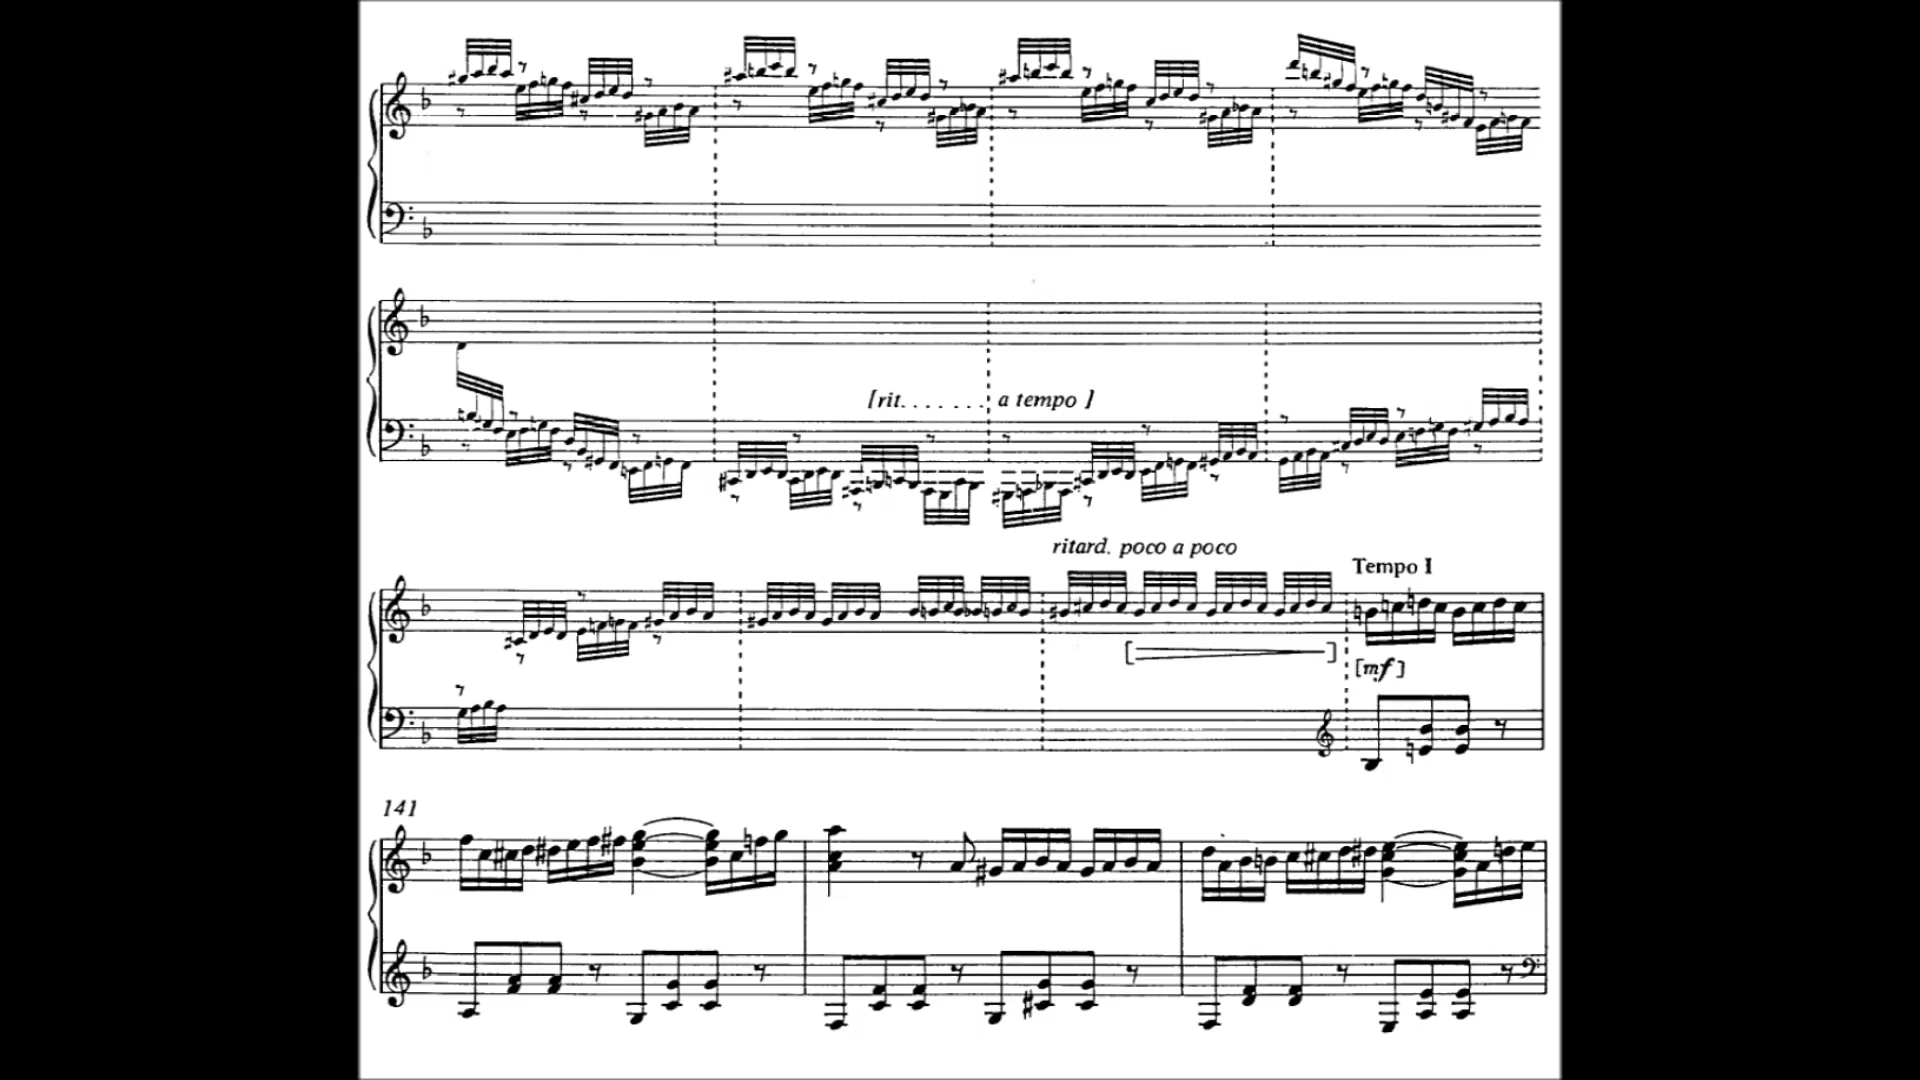 [rit. . . . . . . . a tempo ]
ritard. poco a poco
Tempo I
[mf]
141